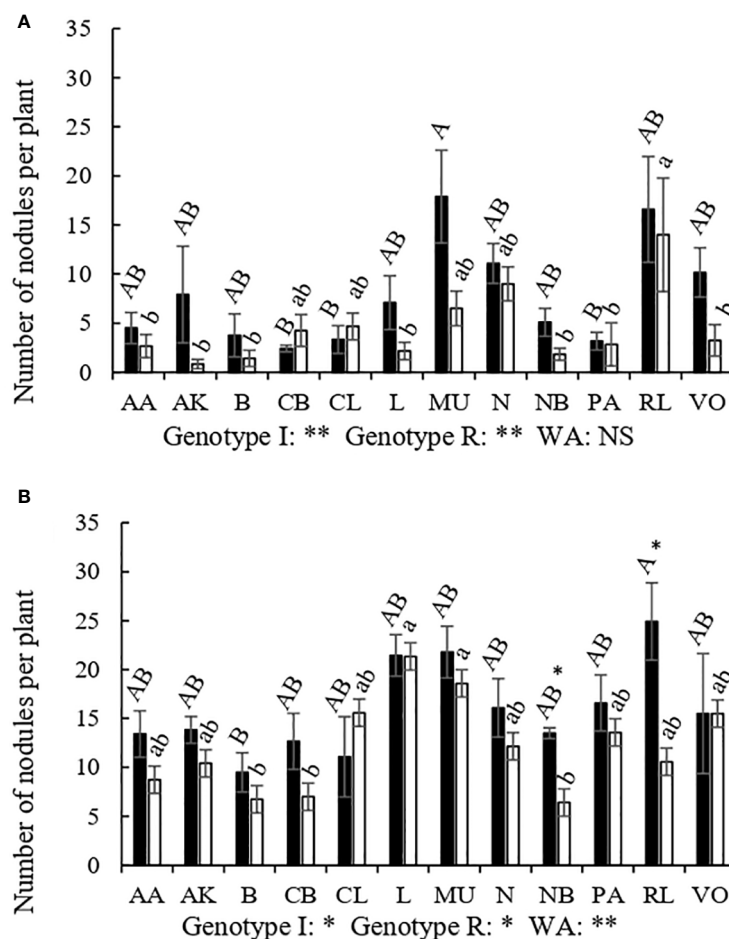 A
Number of nodules per plant
35
30
25
20
15
10
5
0
AB b AB b AB b B ab B ab AB b A ab AB ab AB b B b AB a AB b
AA AK B CB CL L MU N NB PA RL VO
Genotype I: ** Genotype R: ** WA: NS
B
Number of nodules per plant
35
30
25
20
15
10
5
0
AB ab AB ab B b AB b AB ab AB a AB a AB ab AB * b AB ab A * ab AB ab
AA AK B CB CL L MU N NB PA RL VO
Genotype I: * Genotype R: * WA: **